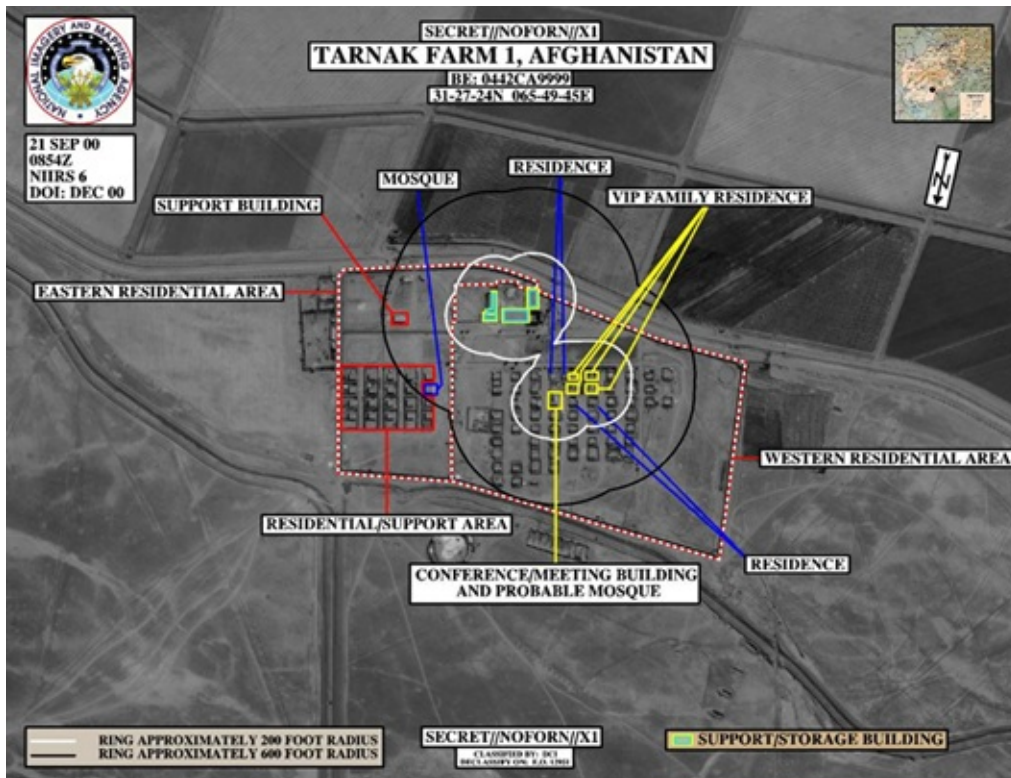 SECRET//NOFORN//X1
TARNAK FARM 1, AFGHANISTAN
BE: 0442CA9999
31-27-24N 065-49-45E
NATIONAL IMAGERY AND MAPPING AGENCY
21 SEP 00
0854Z
NIIRS 6
DOI: DEC 00
N
MOSQUE
RESIDENCE
SUPPORT BUILDING
VIP FAMILY RESIDENCE
EASTERN RESIDENTIAL AREA
WESTERN RESIDENTIAL AREA
RESIDENTIAL/SUPPORT AREA
RESIDENCE
CONFERENCE/MEETING BUILDING
AND PROBABLE MOSQUE
RING APPROXIMATELY 200 FOOT RADIUS
RING APPROXIMATELY 600 FOOT RADIUS
SECRET//NOFORN//X1
CLASSIFIED BY: DCI
DECLASSIFY ON: E.O. 12951
SUPPORT/STORAGE BUILDING